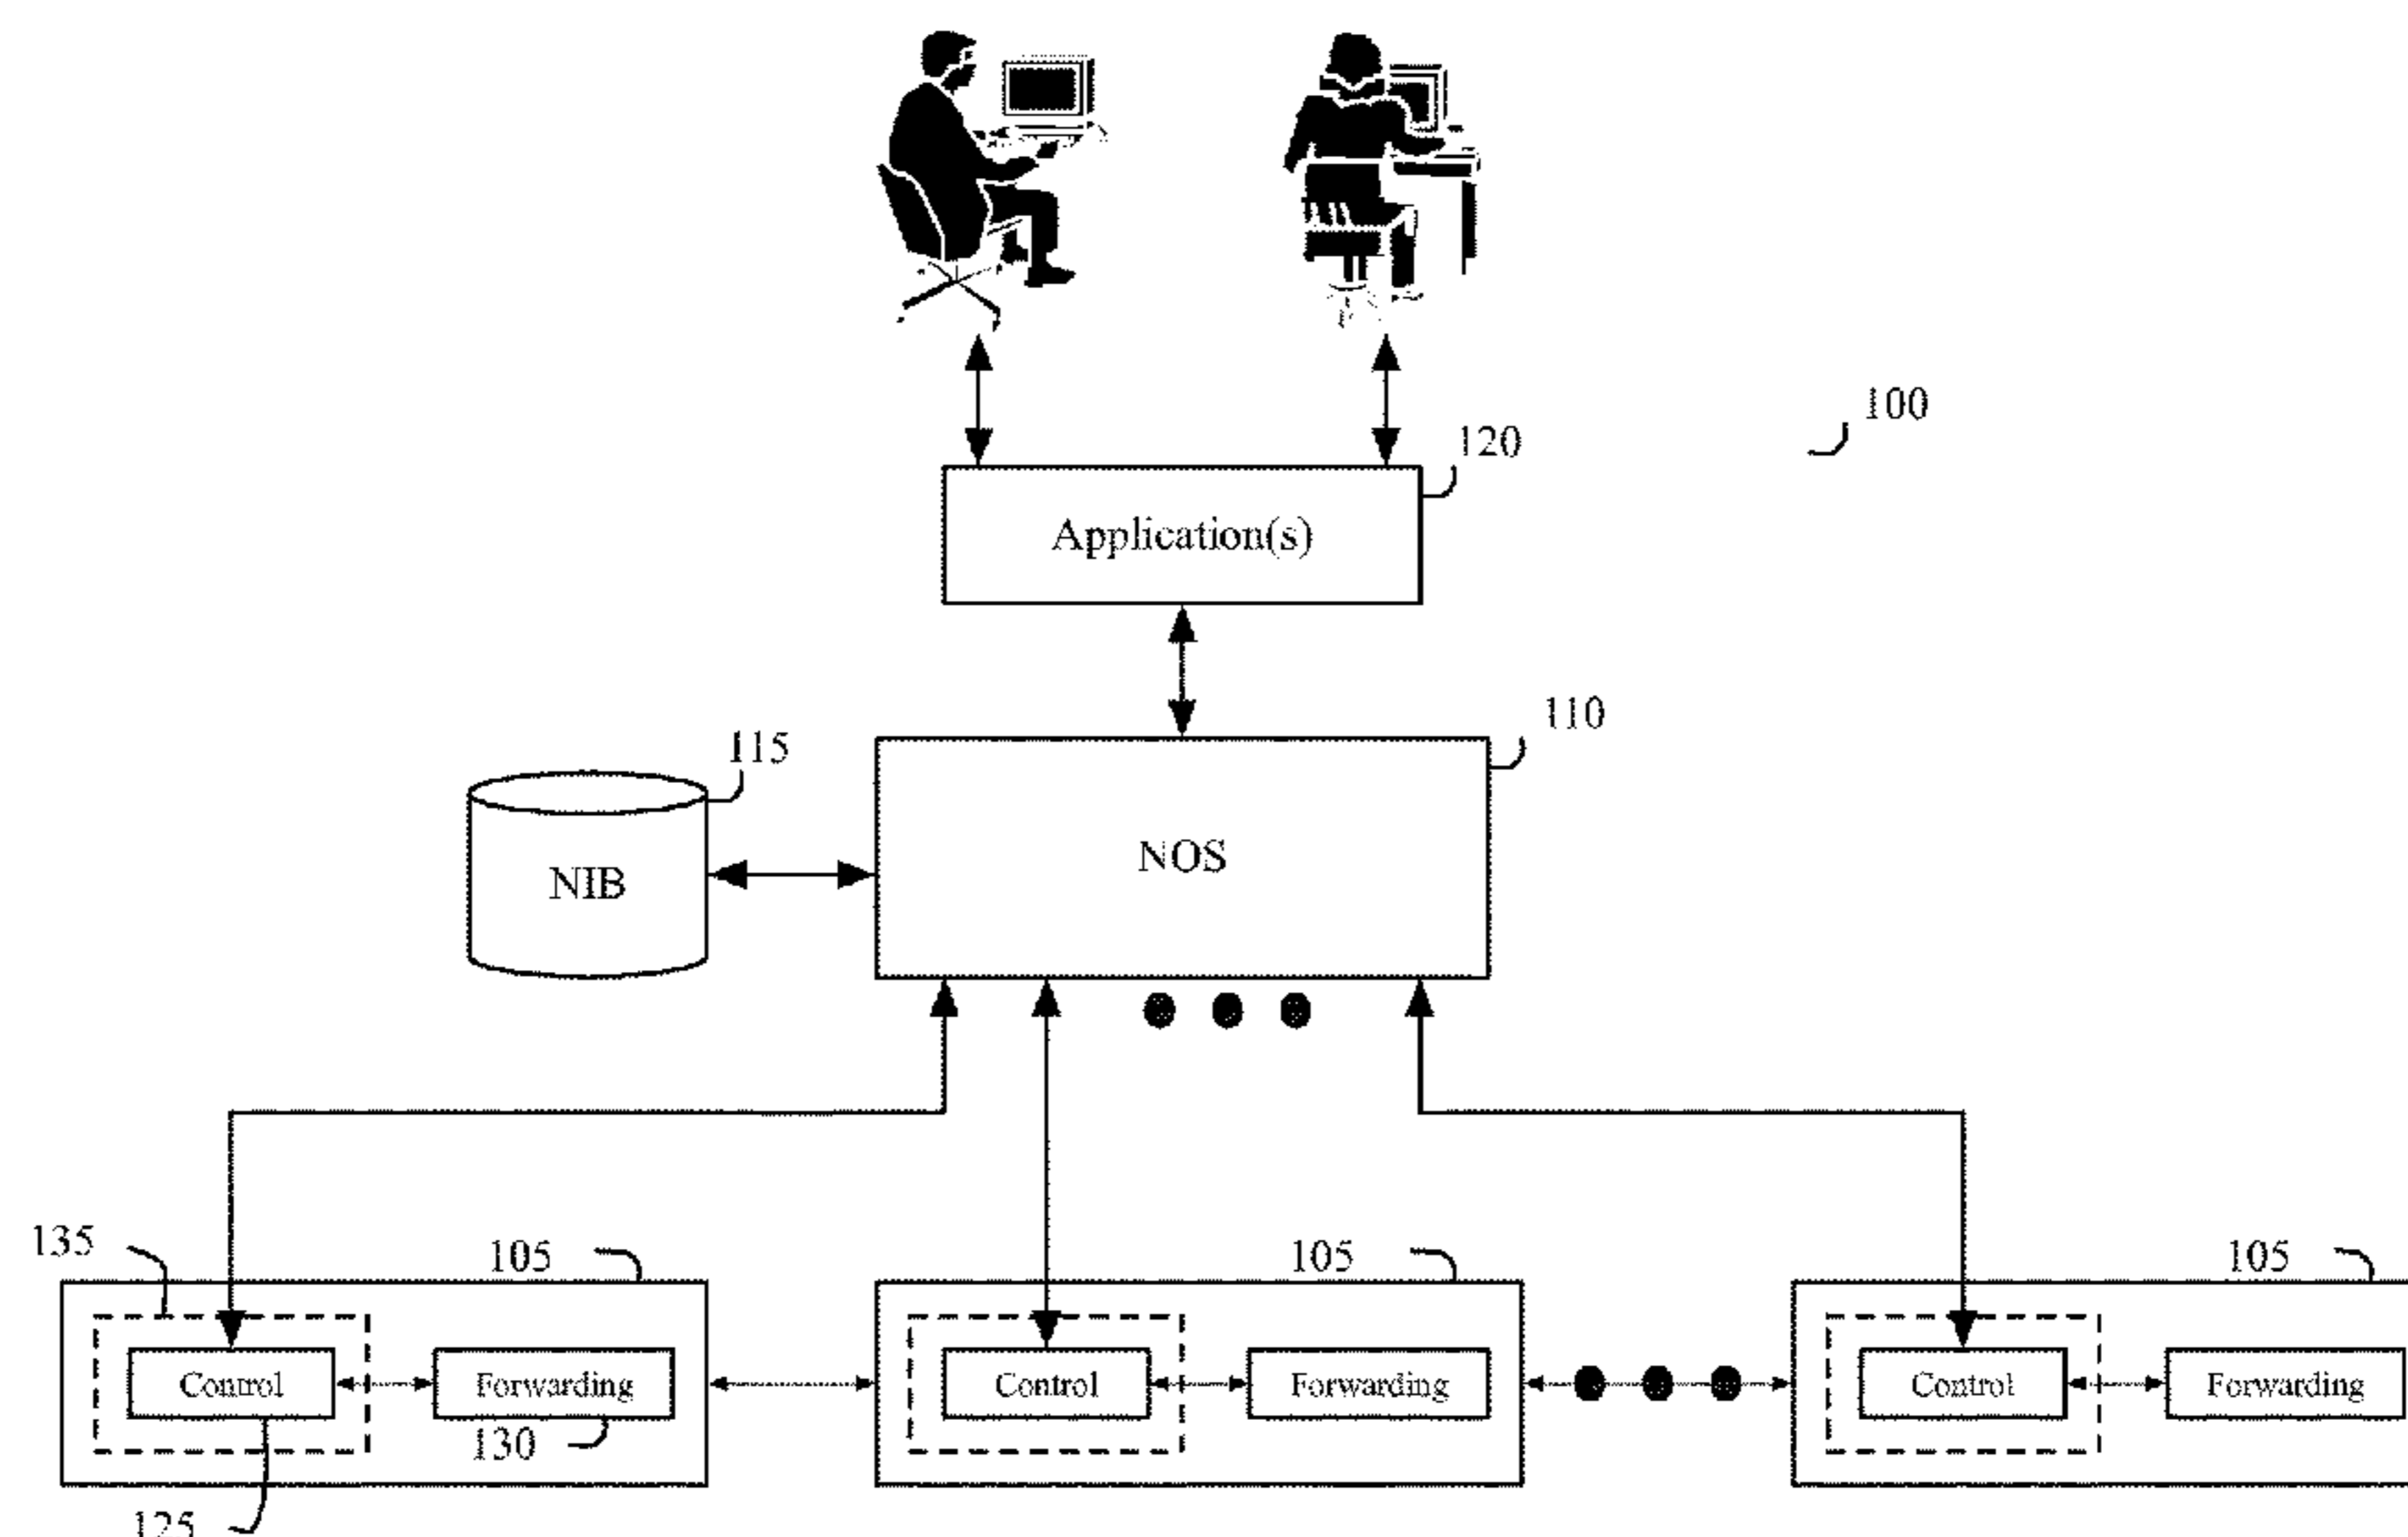 100
120
Application(s)
110
115
NOS
NIB
135
105
105
105
Control
Forwarding
Control
Forwarding
Control
Forwarding
130
125